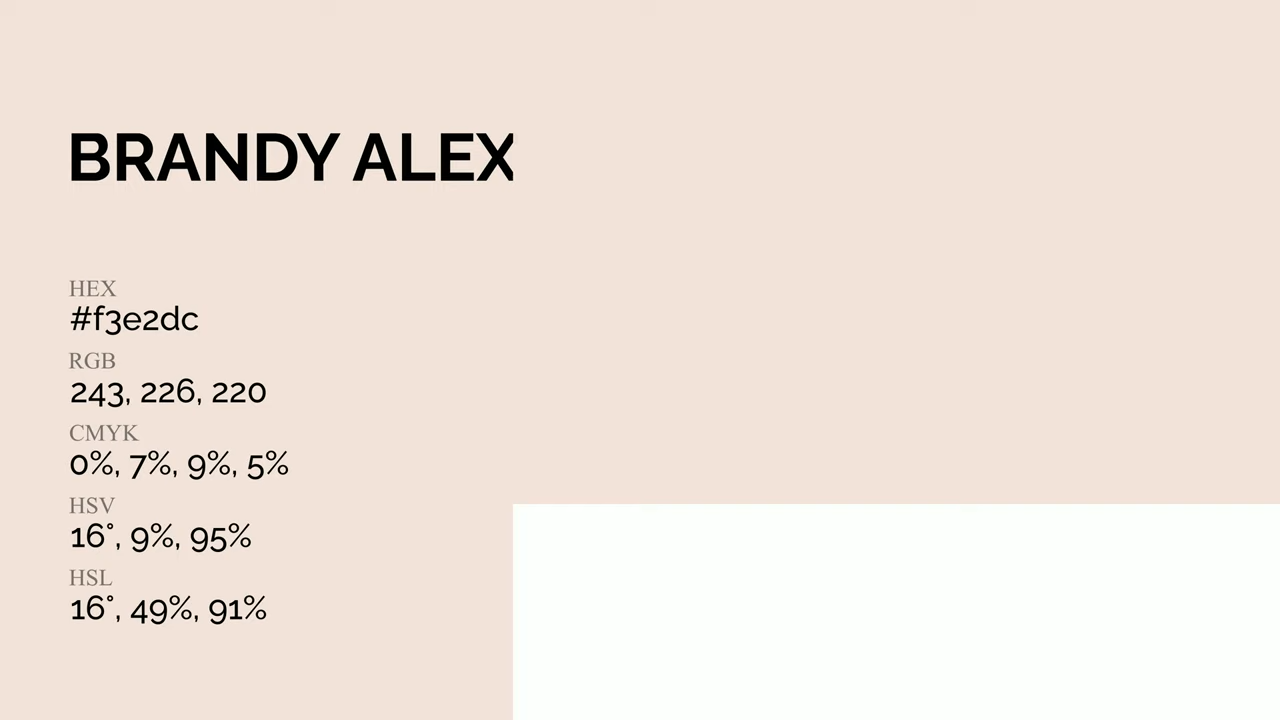 BRANDY ALEX
HEX
#f3e2dc
RGB
243, 226, 220
CMYK
0%, 7%, 9%, 5%
HSV
16°, 9%, 95%
HSL
16°, 49%, 91%